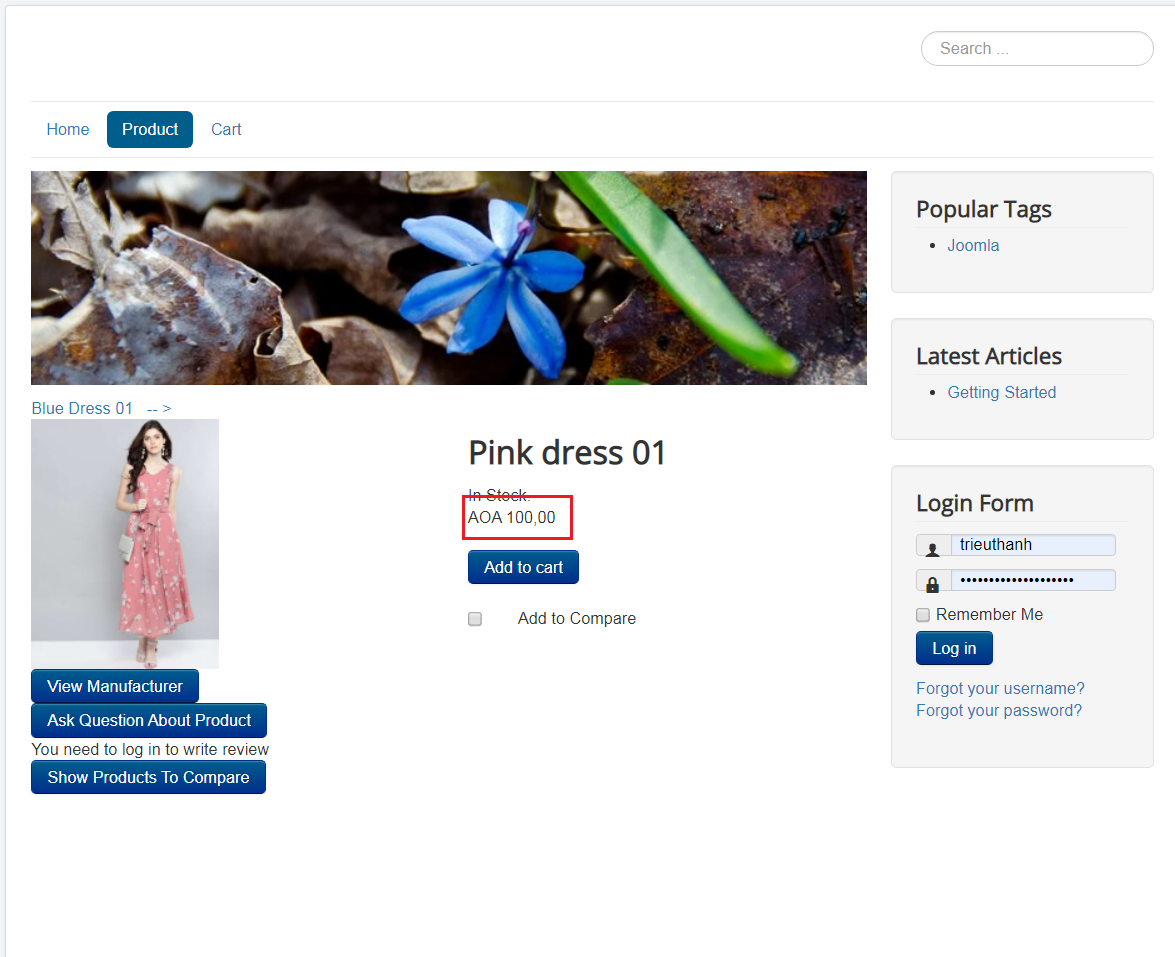 Search ...
Home Product Cart
Blue Dress 01 -- >
Pink dress 01
In Stock.
AOA 100,00
Add to cart
Add to Compare
View Manufacturer
Ask Question About Product
You need to log in to write review
Show Products To Compare
Popular Tags
Joomla
Latest Articles
Getting Started
Login Form
trieuthanh
••••••••••••••••••••
Remember Me
Log in
Forgot your username?
Forgot your password?